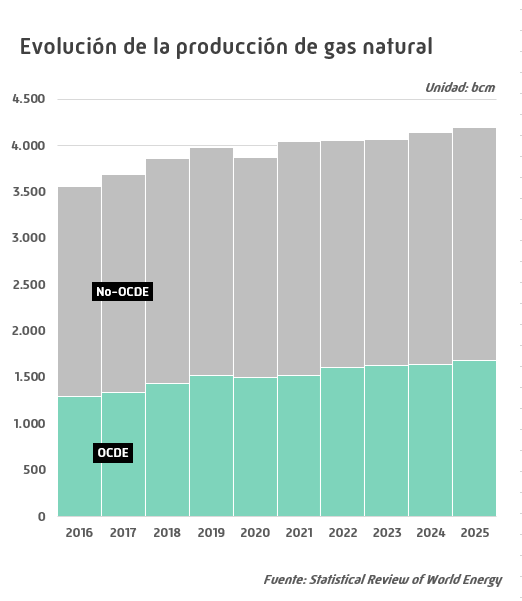 Evolución de la producción de gas natural
Unidad: bcm
4.500
4.000
3.500
3.000
2.500
No-OCDE
2.000
1.500
1.000
OCDE
500
0
2016 2017 2018 2019 2020 2021 2022 2023 2024 2025
Fuente: Statistical Review of World Energy